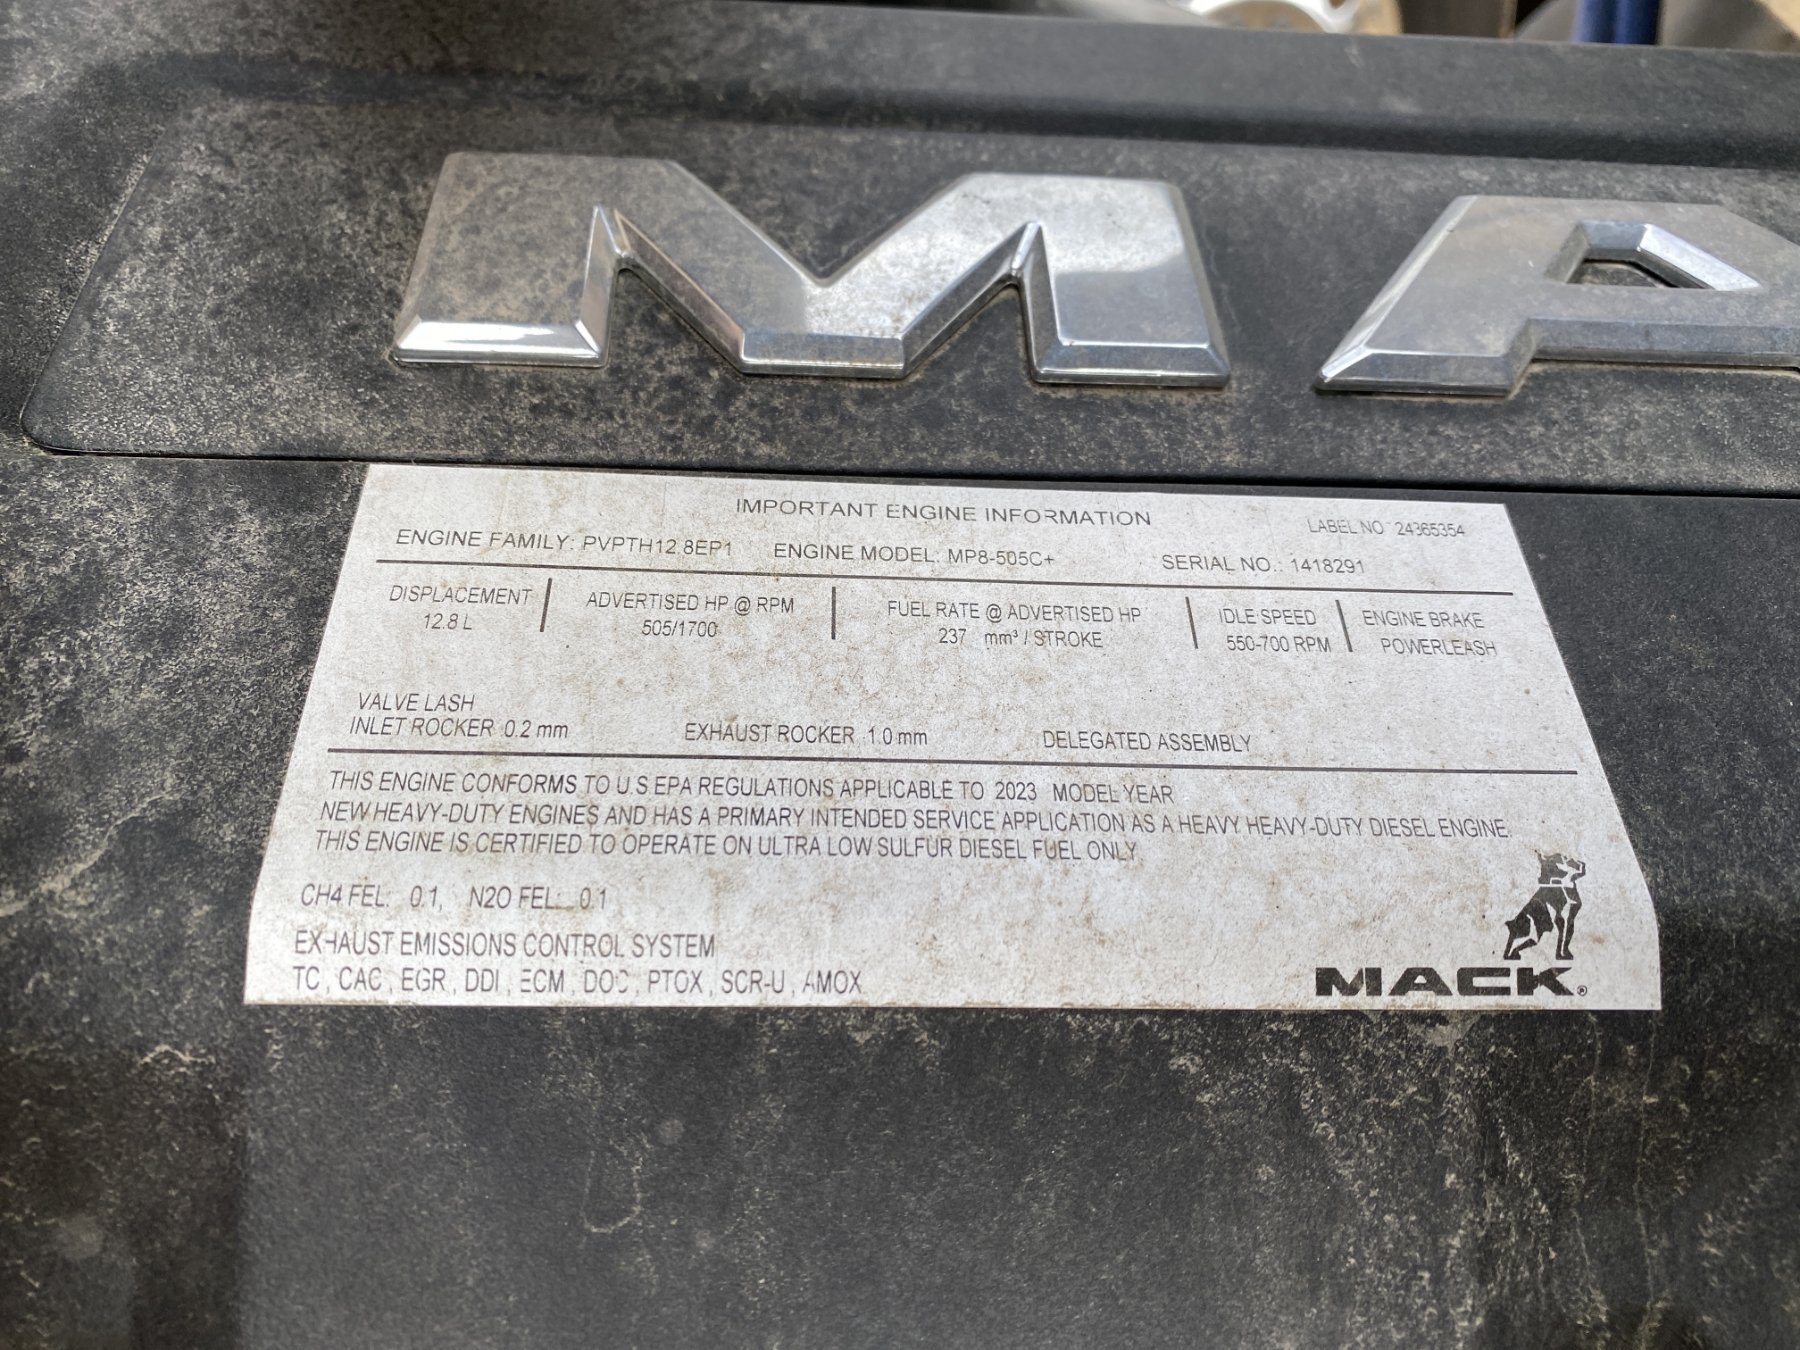 MA
IMPORTANT ENGINE INFORMATION
LABEL NO 24365354
ENGINE FAMILY: PVPTH12.8EP1 ENGINE MODEL: MP8-505C+ SERIAL NO.: 1418291
DISPLACEMENT ADVERTISED HP @ RPM FUEL RATE @ ADVERTISED HP IDLE SPEED ENGINE BRAKE
12.8 L 505/1700 237 mm³ / STROKE 550-700 RPM POWERLEASH
VALVE LASH
INLET ROCKER 0.2 mm EXHAUST ROCKER 1.0 mm DELEGATED ASSEMBLY
THIS ENGINE CONFORMS TO U.S EPA REGULATIONS APPLICABLE TO 2023 MODEL YEAR
NEW HEAVY-DUTY ENGINES AND HAS A PRIMARY INTENDED SERVICE APPLICATION AS A HEAVY HEAVY-DUTY DIESEL ENGINE.
THIS ENGINE IS CERTIFIED TO OPERATE ON ULTRA LOW SULFUR DIESEL FUEL ONLY
CH4 FEL: 0.1, N2O FEL: 0.1
EXHAUST EMISSIONS CONTROL SYSTEM
TC, CAC, EGR, DDI, ECM, DOC, PTOX, SCR-U, AMOX
MACK®